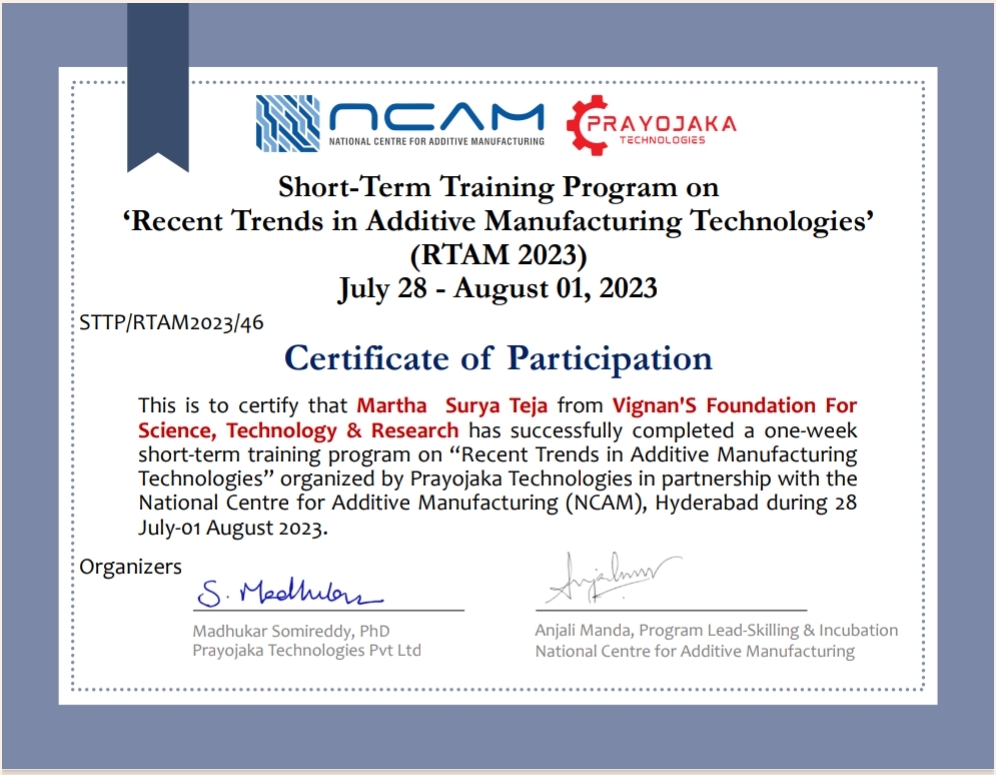 NCAM
NATIONAL CENTRE FOR ADDITIVE MANUFACTURING
PRAYOJAKA
TECHNOLOGIES
Short-Term Training Program on
‘Recent Trends in Additive Manufacturing Technologies’
(RTAM 2023)
July 28 - August 01, 2023
STTP/RTAM2023/46
Certificate of Participation
This is to certify that Martha Surya Teja from Vignan'S Foundation For
Science, Technology & Research has successfully completed a one-week
short-term training program on “Recent Trends in Additive Manufacturing
Technologies” organized by Prayojaka Technologies in partnership with the
National Centre for Additive Manufacturing (NCAM), Hyderabad during 28
July-01 August 2023.
Organizers
Madhukar Somireddy, PhD
Prayojaka Technologies Pvt Ltd
Anjali Manda, Program Lead-Skilling & Incubation
National Centre for Additive Manufacturing